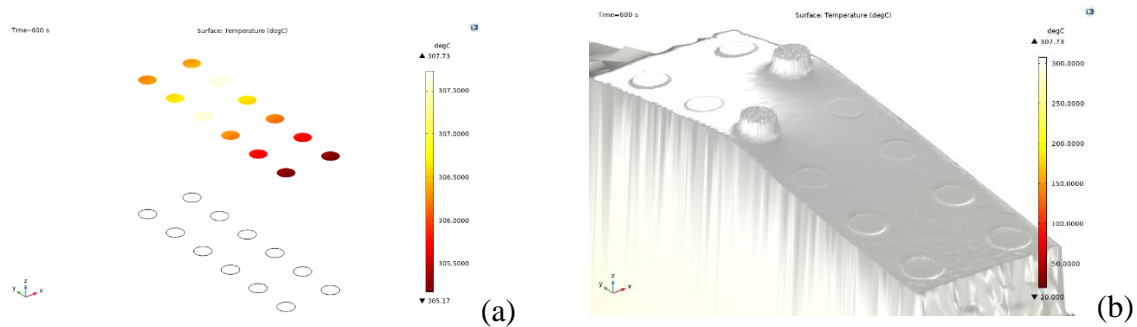 Time=600 s
Surface: Temperature (degC)
degC
▲ 307.73
307.5000
307.0000
306.5000
306.0000
305.5000
▼ 305.17
z
y
x
(a)
Time=600 s
Surface: Temperature (degC)
degC
▲ 307.73
300.0000
250.0000
200.0000
150.0000
100.0000
50.0000
▼ 20.000
z
y
x
(b)